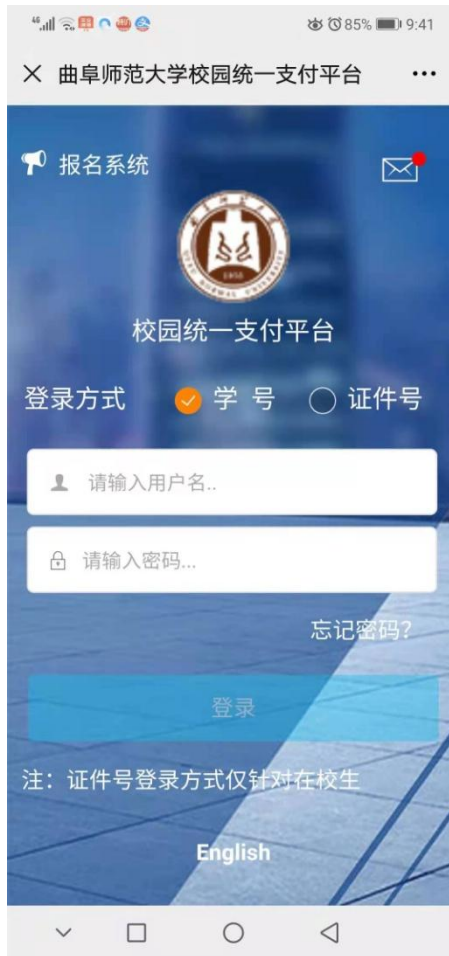 46 85% 9:41
曲阜师范大学校园统一支付平台
报名系统
校园统一支付平台
登录方式 学 号 证件号
请输入用户名..
请输入密码...
忘记密码?
登录
注：证件号登录方式仅针对在校生
English